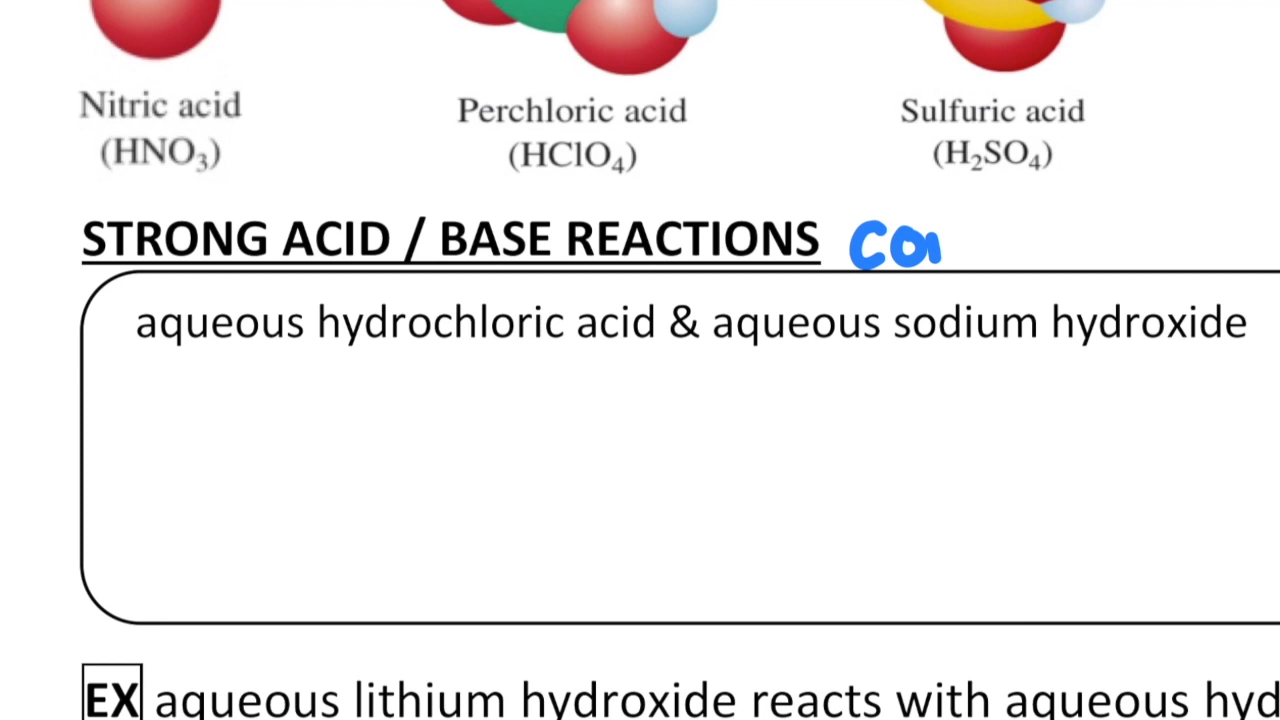 Nitric acid Perchloric acid Sulfuric acid
(HNO₃) (HClO₄) (H₂SO₄)
STRONG ACID / BASE REACTIONS
aqueous hydrochloric acid & aqueous sodium hydroxide
EX aqueous lithium hydroxide reacts with aqueous hyd